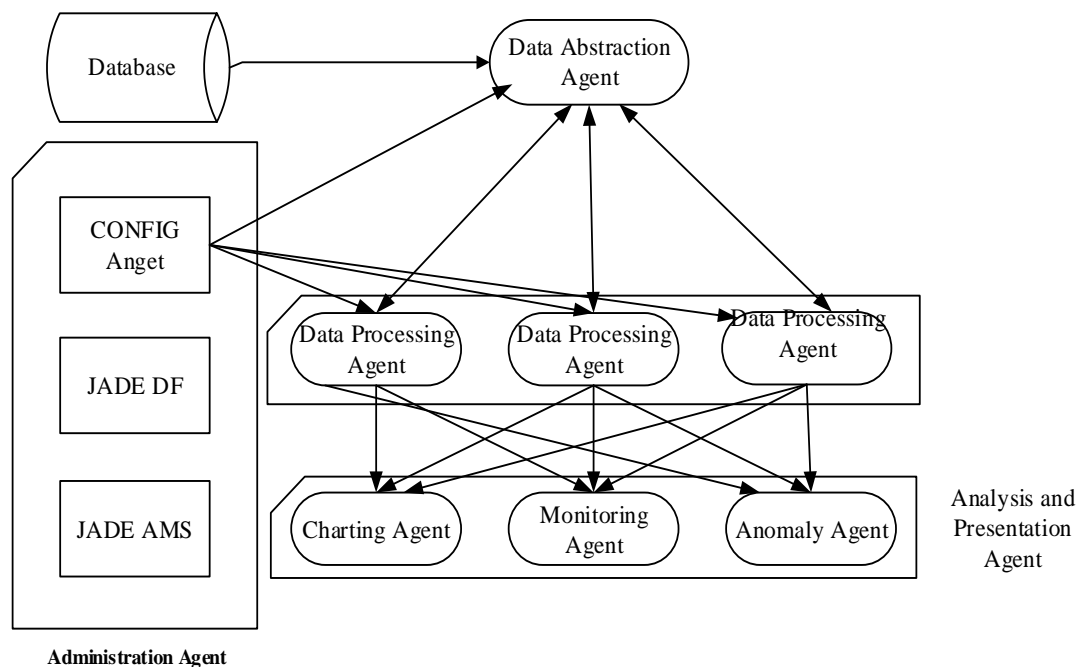 Database
Data Abstraction
Agent
CONFIG
Anget
JADE DF
JADE AMS
Administration Agent
Data Processing
Agent
Data Processing
Agent
Data Processing
Agent
Charting Agent
Monitoring
Agent
Anomaly Agent
Analysis and
Presentation
Agent